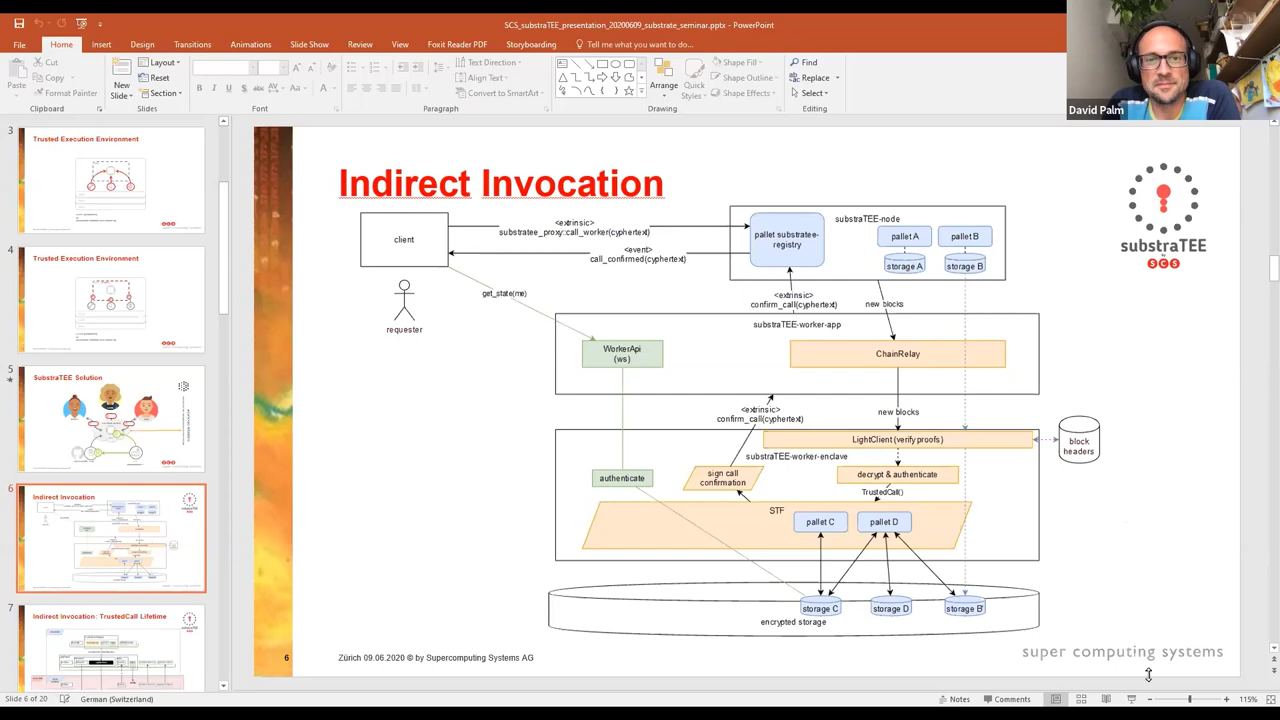 SCS_substraTEE_presentation_20200609_substrate_seminar.pptx - PowerPoint
File
Home
Insert
Design
Transitions
Animations
Slide Show
Review
View
Foxit Reader PDF
Storyboarding
Tell me what you want to do...
Paste
Cut
Copy
Format Painter
Clipboard
New
Slide
Layout
Reset
Section
Slides
Font
Paragraph
Text Direction
Align Text
Convert to SmartArt
Arrange
Quick
Styles
Shape Fill
Shape Outline
Shape Effects
Drawing
Find
Replace
Select
Editing
David Palm
3
Trusted Execution Environment
4
Trusted Execution Environment
5
SubstraTEE Solution
6
Indirect Invocation
7
Indirect Invocation: TrustedCall Lifetime
Indirect Invocation
substraTEE
by
SCS
client
requester
<extrinsic>
substratee_proxy:call_worker(cyphertext)
<event>
call_confirmed(cyphertext)
get_state(me)
pallet substratee-
registry
substraTEE-node
pallet A
pallet B
storage A
storage B
<extrinsic>
confirm_call(cyphertext)
new blocks
substraTEE-worker-app
WorkerApi
(ws)
ChainRelay
<extrinsic>
confirm_call(cyphertext)
new blocks
LightClient (verify proofs)
block
headers
substraTEE-worker-enclave
authenticate
sign call
confirmation
decrypt & authenticate
TrustedCall()
STF
pallet C
pallet D
storage C
storage D
storage B'
encrypted storage
6
Zürich 09.06.2020 © by Supercomputing Systems AG
super computing systems
Slide 6 of 20
German (Switzerland)
Notes
Comments
115%